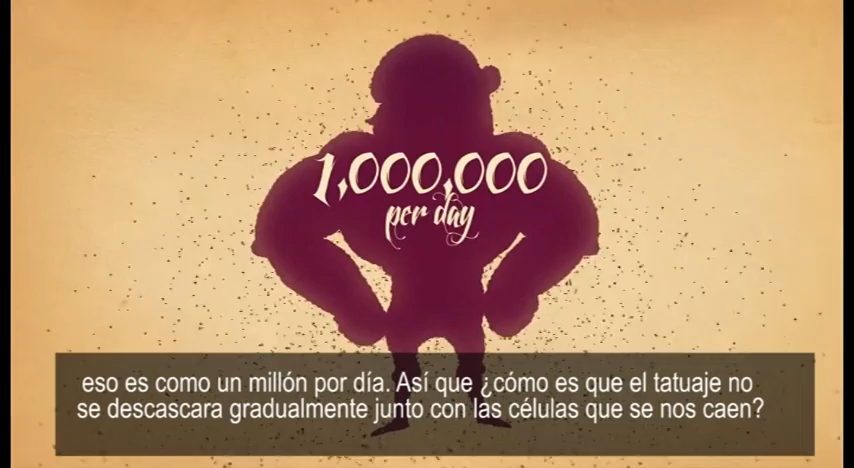 1,000,000
per day
eso es como un millón por día. Así que ¿cómo es que el tatuaje no
se descascara gradualmente junto con las células que se nos caen?